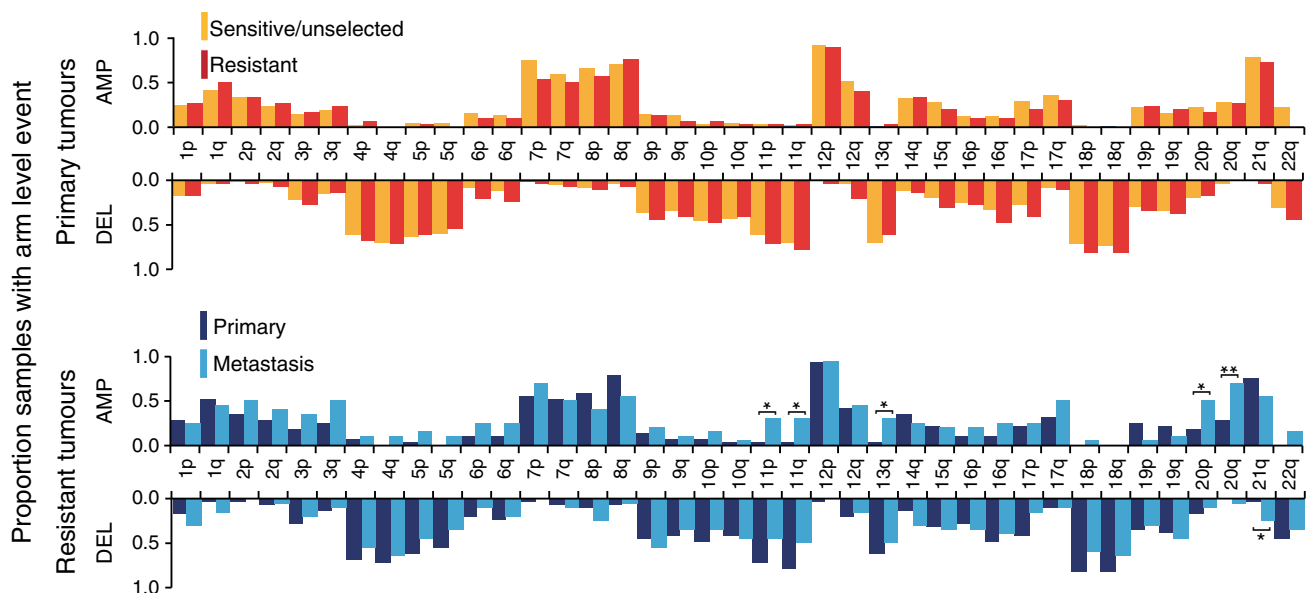 Proportion samples with arm level event
Primary tumours
AMP
1.0
0.5
0.0
Sensitive/unselected
Resistant
1p 1q 2p 2q 3p 3q 4p 4q 5p 5q 6p 6q 7p 7q 8p 8q 9p 9q 10p 10q 11p 11q 12p 12q 13q 14q 15q 16p 16q 17p 17q 18p 18q 19p 19q 20p 20q 21q 22q
DEL
0.0
0.5
1.0
Resistant tumours
Primary
Metastasis
AMP
1.0
0.5
0.0
* * * * **
1p 1q 2p 2q 3p 3q 4p 4q 5p 5q 6p 6q 7p 7q 8p 8q 9p 9q 10p 10q 11p 11q 12p 12q 13q 14q 15q 16p 16q 17p 17q 18p 18q 19p 19q 20p 20q 21q 22q
DEL
0.0
0.5
1.0
*